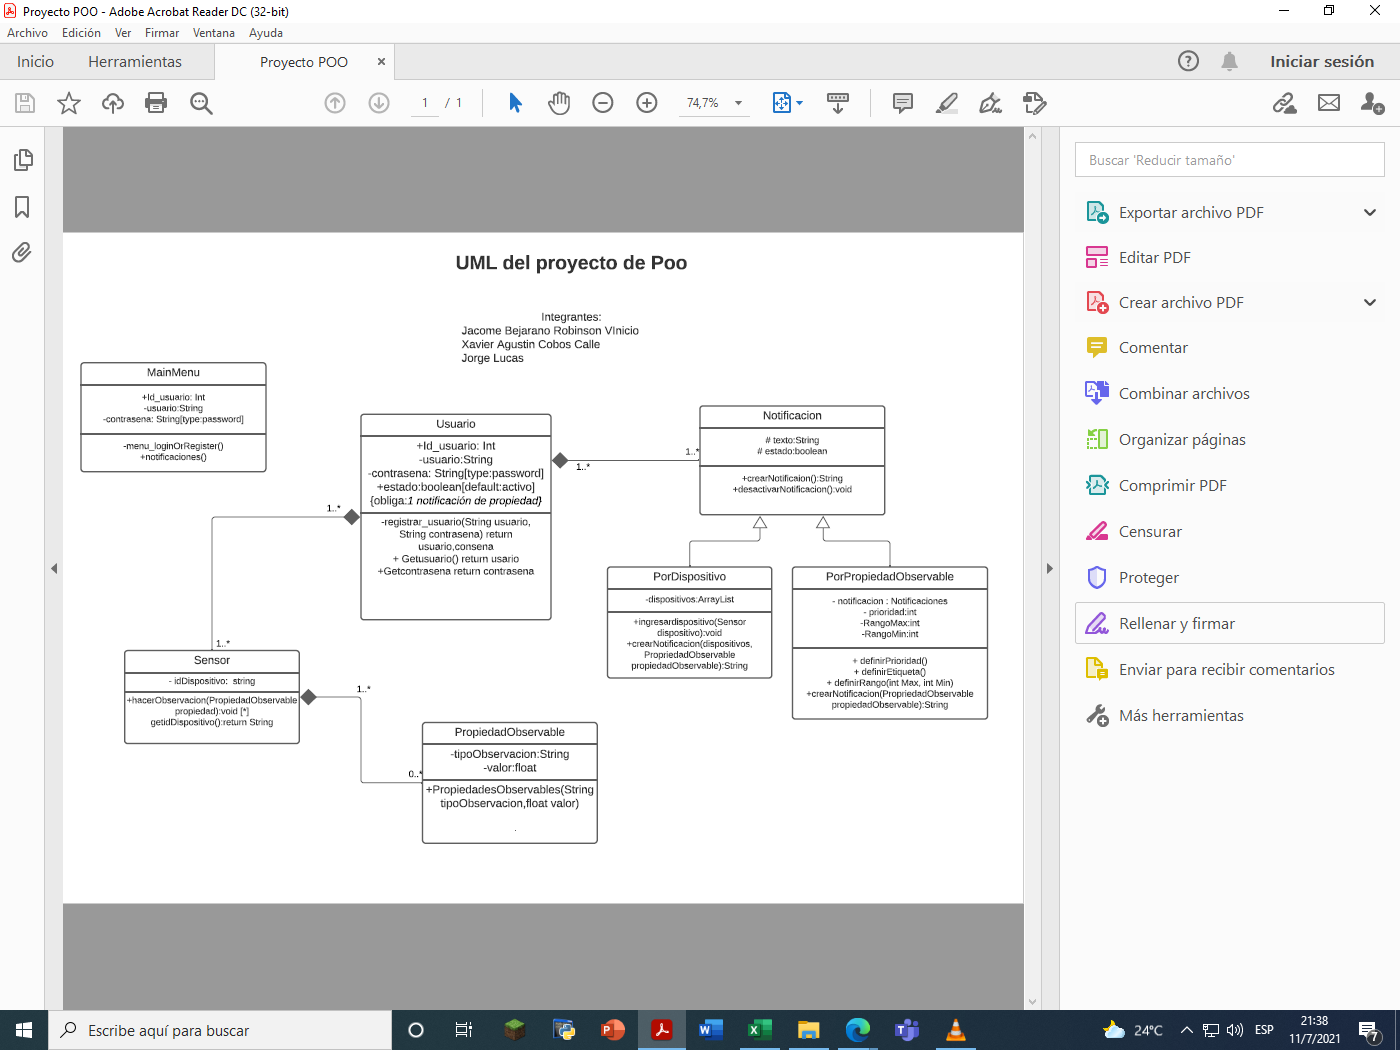 Proyecto POO - Adobe Acrobat Reader DC (32-bit)
Archivo Edición Ver Firmar Ventana Ayuda
Inicio Herramientas Proyecto POO × Iniciar sesión
1 / 1 74,7%
Buscar 'Reducir tamaño'
Exportar archivo PDF
Editar PDF
Crear archivo PDF
Comentar
Combinar archivos
Organizar páginas
Comprimir PDF
Censurar
Proteger
Rellenar y firmar
Enviar para recibir comentarios
Más herramientas
UML del proyecto de Poo
Integrantes:
Jacome Bejarano Robinson VInicio
Xavier Agustin Cobos Calle
Jorge Lucas
MainMenu
+Id_usuario: Int
-usuario:String
-contrasena: String[type:password]
-menu_loginOrRegister()
+notificaciones()
Usuario
+Id_usuario: Int
-usuario:String
-contrasena: String[type:password]
+estado:boolean[default:activo]
{obliga:1 notificación de propiedad}
-registrar_usuario(String usuario,
String contrasena) return
usuario,consena
+ Getusuario() return usario
+Getcontrasena return contrasena
1..*
1..*
Notificacion
# texto:String
# estado:boolean
+crearNotificaion():String
+desactivarNotificacion():void
PorDispositivo
-dispositivos:ArrayList
+ingresardispositivo(Sensor
dispositivo):void
+crearNotificacion(dispositivos,
PropiedadObservable
propiedadObservable):String
PorPropiedadObservable
- notificacion : Notificaciones
- prioridad:int
-RangoMax:int
-RangoMin:int
+ definirPrioridad()
+ definirEtiqueta()
+ definirRango(int Max, int Min)
+crearNotificacion(PropiedadObservable
propiedadObservable):String
1..*
1..*
Sensor
- idDispositivo: string
+hacerObservacion(PropiedadObservable
propiedad):void [*]
getidDispositivo():return String
1..*
0..*
PropiedadObservable
-tipoObservacion:String
-valor:float
+PropiedadesObservables(String
tipoObservacion,float valor)
.
Escribe aquí para buscar
24°C ESP
21:38
11/7/2021
7